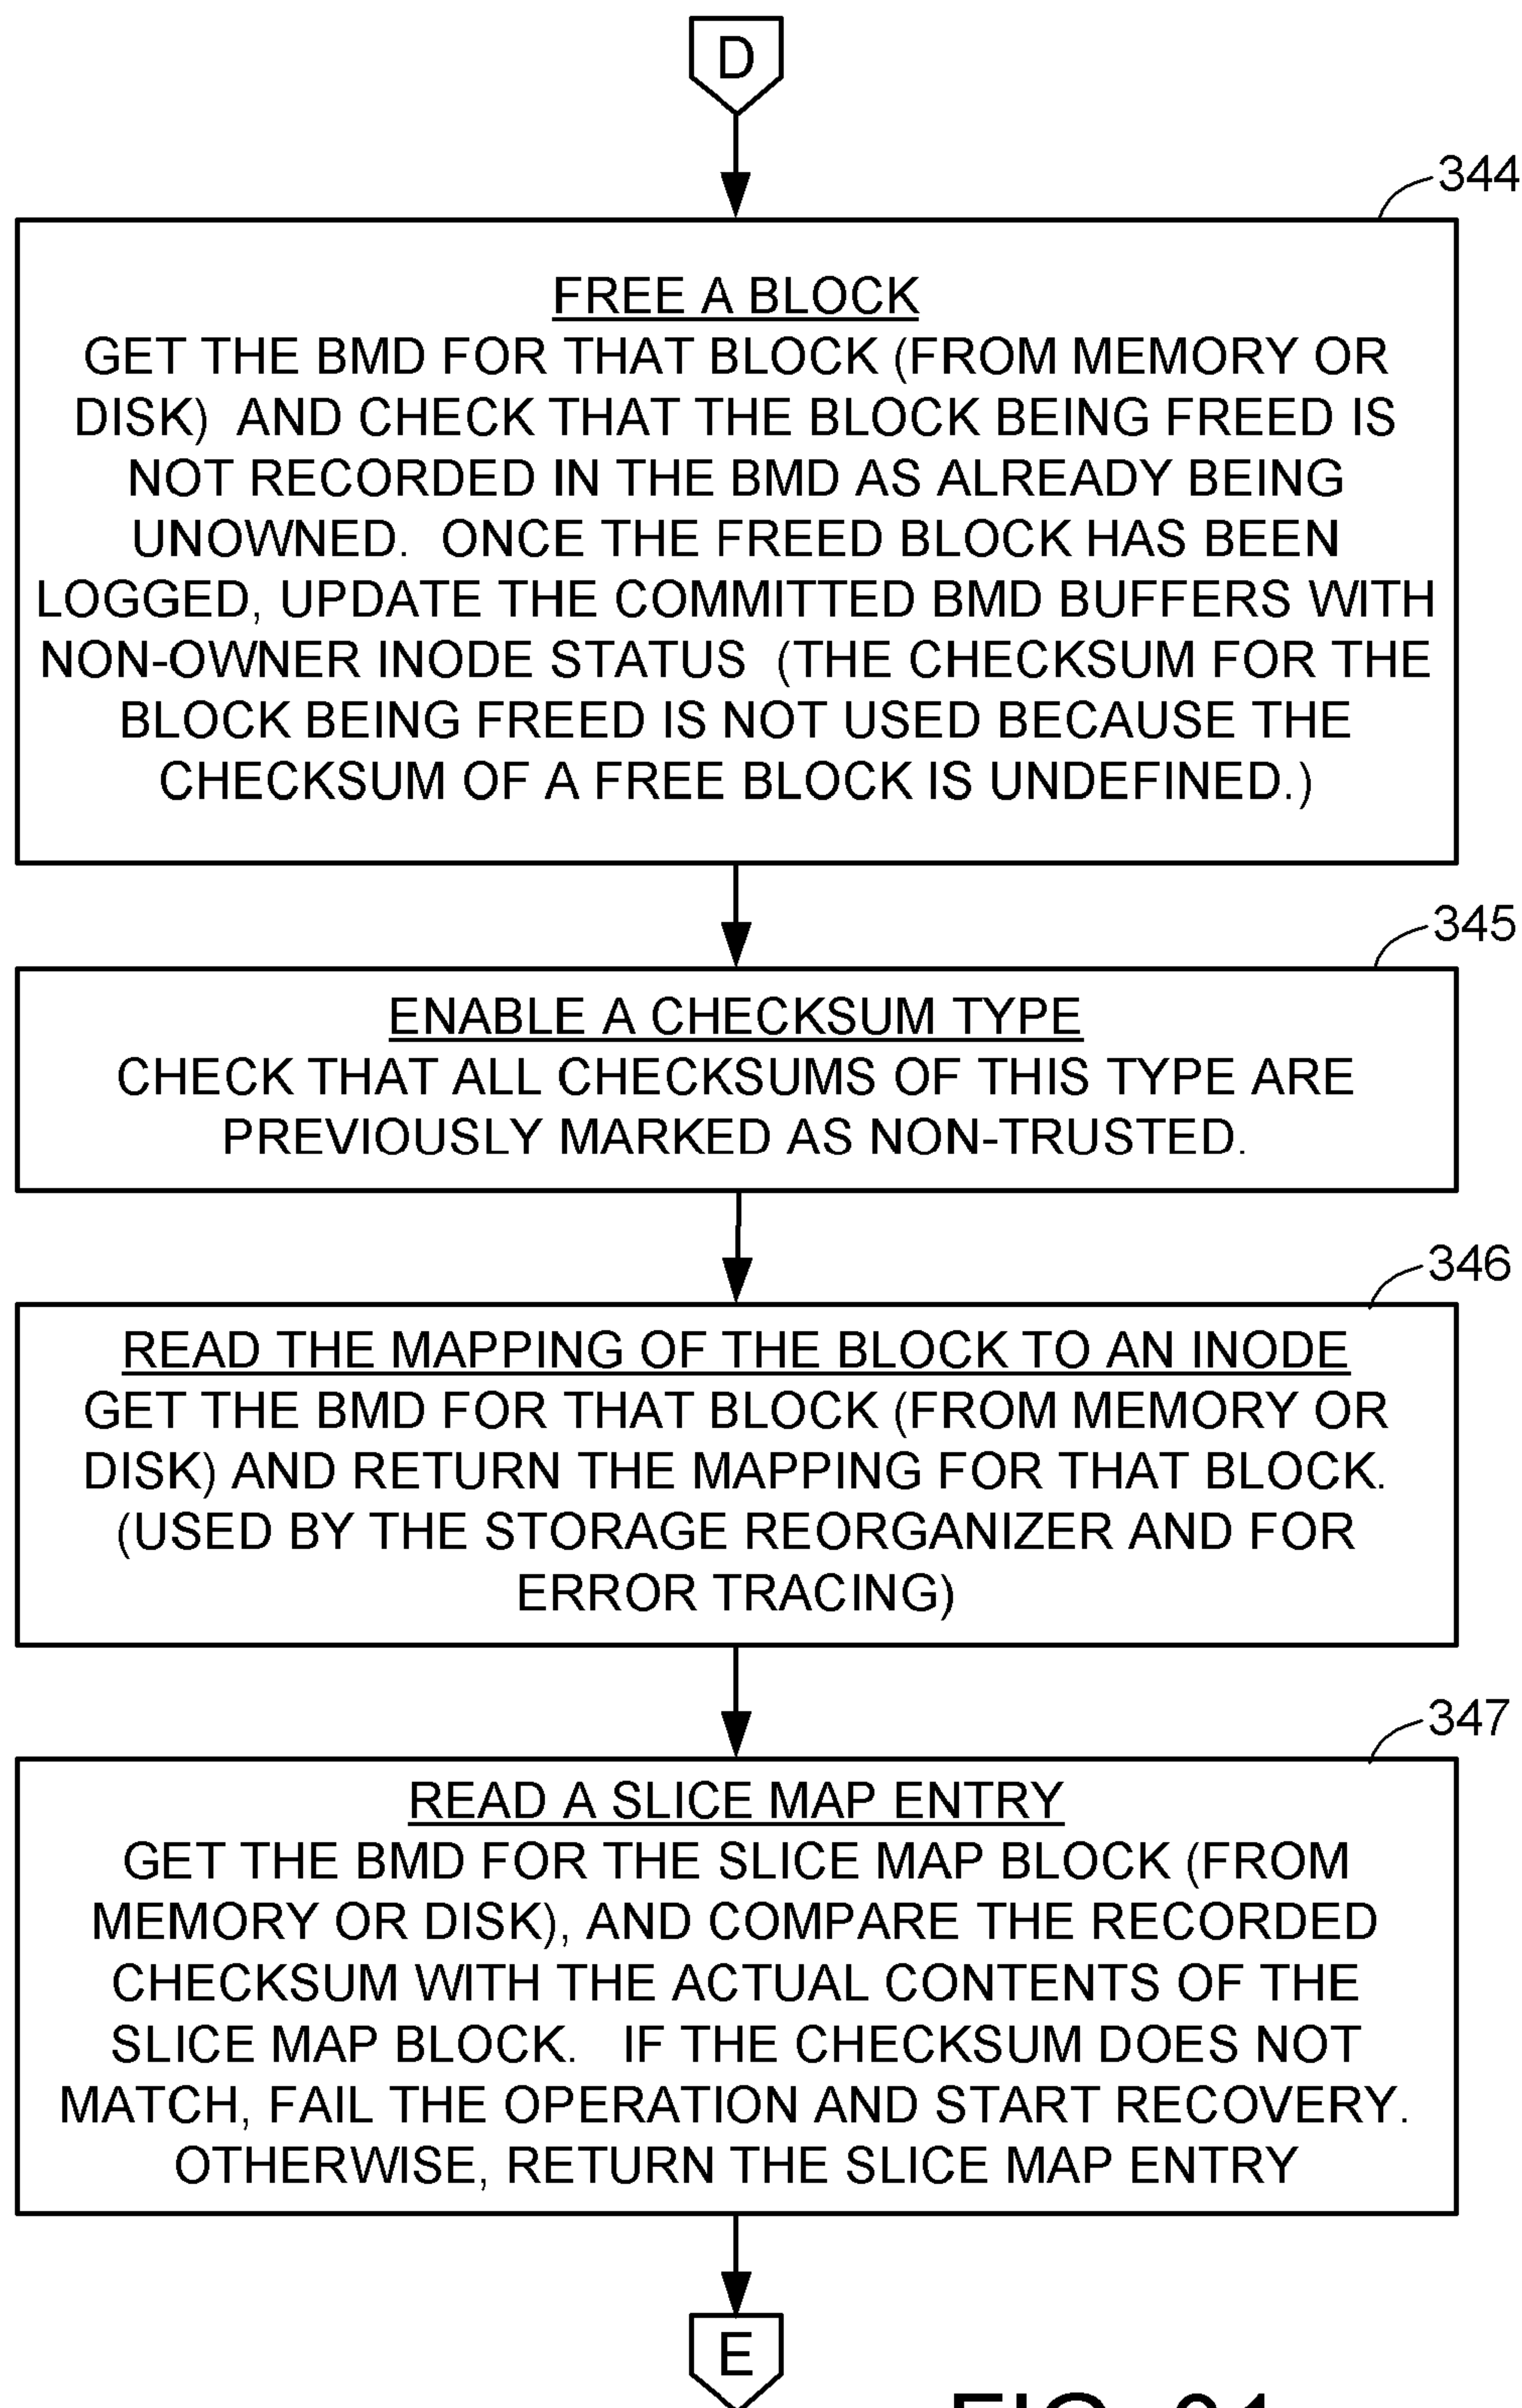 D
344
FREE A BLOCK
GET THE BMD FOR THAT BLOCK (FROM MEMORY OR
DISK) AND CHECK THAT THE BLOCK BEING FREED IS
NOT RECORDED IN THE BMD AS ALREADY BEING
UNOWNED. ONCE THE FREED BLOCK HAS BEEN
LOGGED, UPDATE THE COMMITTED BMD BUFFERS WITH
NON-OWNER INODE STATUS (THE CHECKSUM FOR THE
BLOCK BEING FREED IS NOT USED BECAUSE THE
CHECKSUM OF A FREE BLOCK IS UNDEFINED.)
345
ENABLE A CHECKSUM TYPE
CHECK THAT ALL CHECKSUMS OF THIS TYPE ARE
PREVIOUSLY MARKED AS NON-TRUSTED.
346
READ THE MAPPING OF THE BLOCK TO AN INODE
GET THE BMD FOR THAT BLOCK (FROM MEMORY OR
DISK) AND RETURN THE MAPPING FOR THAT BLOCK.
(USED BY THE STORAGE REORGANIZER AND FOR
ERROR TRACING)
347
READ A SLICE MAP ENTRY
GET THE BMD FOR THE SLICE MAP BLOCK (FROM
MEMORY OR DISK), AND COMPARE THE RECORDED
CHECKSUM WITH THE ACTUAL CONTENTS OF THE
SLICE MAP BLOCK. IF THE CHECKSUM DOES NOT
MATCH, FAIL THE OPERATION AND START RECOVERY.
OTHERWISE, RETURN THE SLICE MAP ENTRY
E